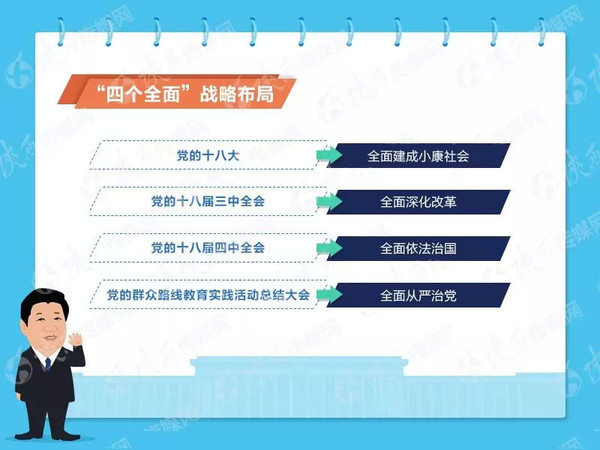 “四个全面”战略布局
党的十八大
全面建成小康社会
党的十八届三中全会
全面深化改革
党的十八届四中全会
全面依法治国
党的群众路线教育实践活动总结大会
全面从严治党